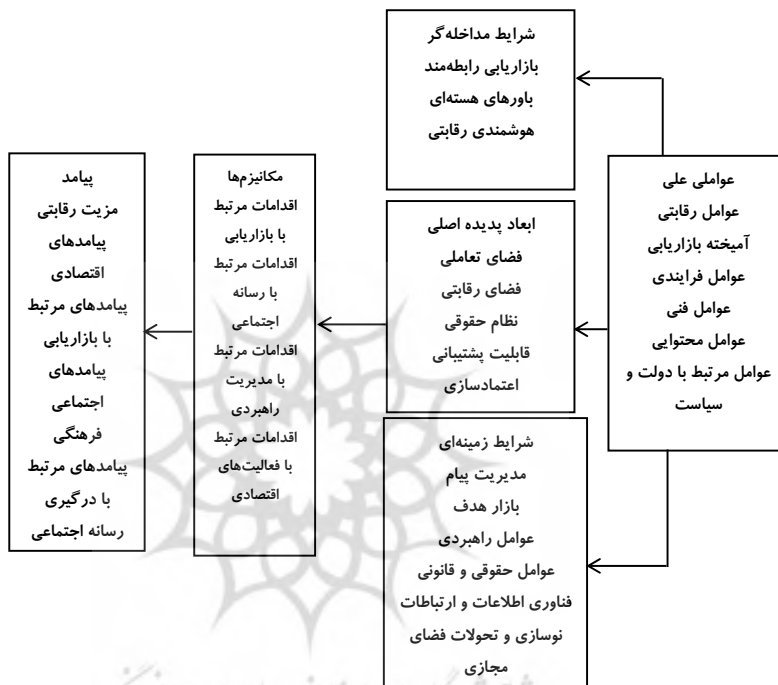 شرایط مداخله‌گر
بازاریابی رابطه‌مند
باورهای هسته‌ای
هوشمندی رقابتی
عواملی علی
عوامل رقابتی
آمیخته بازاریابی
عوامل فرایندی
عوامل فنی
عوامل محتوایی
عوامل مرتبط با دولت و
سیاست
ابعاد پدیده اصلی
فضای تعاملی
فضای رقابتی
نظام حقوقی
قابلیت پشتیبانی
اعتمادسازی
شرایط زمینه‌ای
مدیریت پیام
بازار هدف
عوامل راهبردی
عوامل حقوقی و قانونی
فناوری اطلاعات و ارتباطات
نوسازی و تحولات فضای
مجازی
مکانیزم‌ها
اقدامات مرتبط
با بازاریابی
اقدامات مرتبط
با رسانه
اجتماعی
اقدامات مرتبط
با مدیریت
راهبردی
اقدامات مرتبط
با فعالیت‌های
اقتصادی
پیامد
مزیت رقابتی
پیامدهای
اقتصادی
پیامدهای مرتبط
با بازاریابی
پیامدهای
اجتماعی
فرهنگی
پیامدهای مرتبط
با درگیری
رسانه اجتماعی